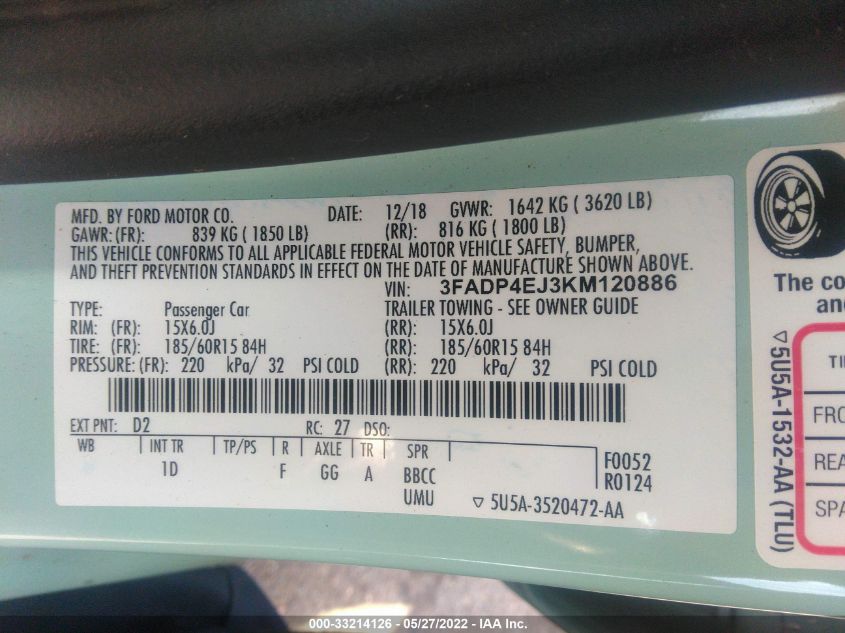 MFD. BY FORD MOTOR CO. DATE: 12/18 GVWR: 1642 KG ( 3620 LB)
GAWR: (FR): 839 KG ( 1850 LB) (RR): 816 KG ( 1800 LB)
THIS VEHICLE CONFORMS TO ALL APPLICABLE FEDERAL MOTOR VEHICLE SAFETY, BUMPER,
AND THEFT PREVENTION STANDARDS IN EFFECT ON THE DATE OF MANUFACTURE SHOWN ABOVE.
VIN: 3FADP4EJ3KM120886
TYPE: Passenger Car TRAILER TOWING - SEE OWNER GUIDE
RIM: (FR): 15X6.0J (RR): 15X6.0J
TIRE: (FR): 185/60R15 84H (RR): 185/60R15 84H
PRESSURE: (FR): 220 kPa/ 32 PSI COLD (RR): 220 kPa/ 32 PSI COLD
EXT PNT: D2 RC: 27 DSO:
WB INT TR TP/PS R AXLE TR SPR
1D F GG A BBCC
UMU
F0052
R0124
▽ 5U5A-3520472-AA
The co
an
▽ 5U5A-1532-AA (TLU)
TI
FRO
REA
SPA
000-33214126 - 05/27/2022 - IAA Inc.